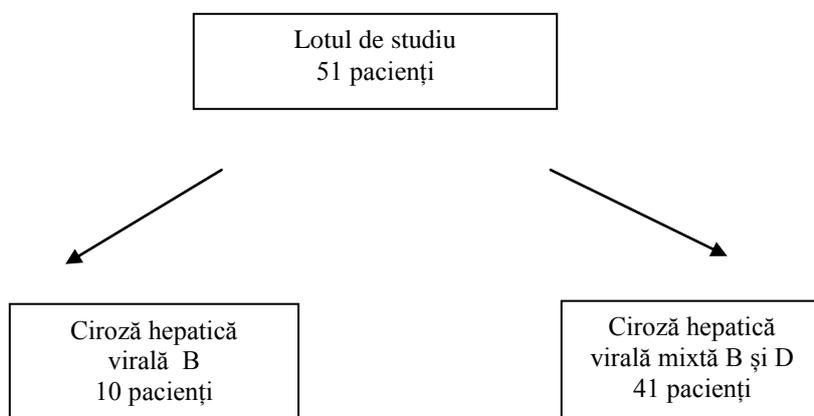 Lotul de studiu
51 pacienți
Ciroză hepatică
virală B
10 pacienți
Ciroză hepatică
virală mixtă B și D
41 pacienți